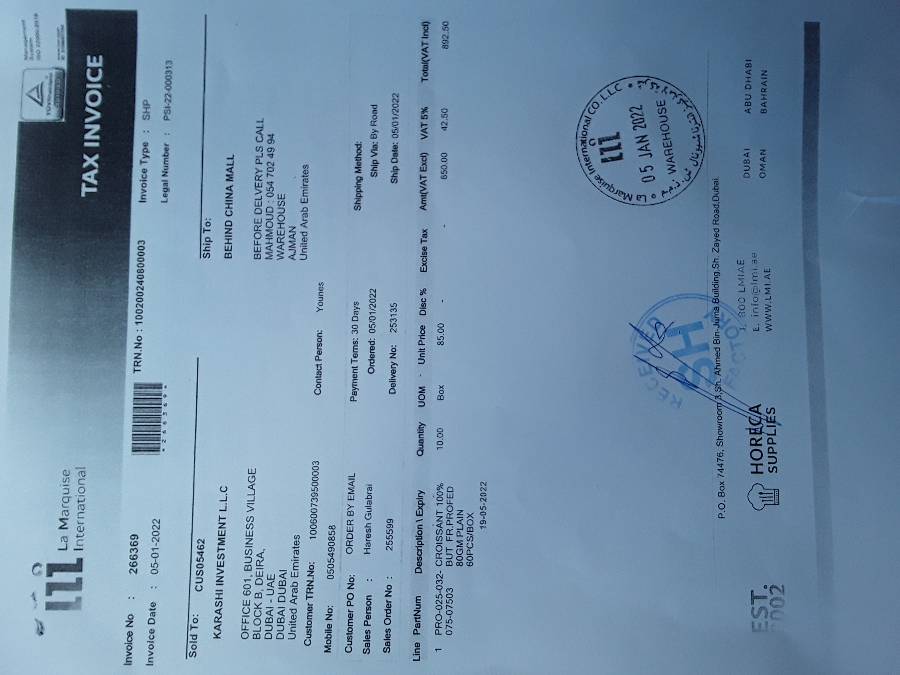 La Marquise
International
TAX INVOICE
Invoice No : 266369
TRN.No : 100200240800003
Invoice Type : SHP
Invoice Date : 05-01-2022
*266369*
Legal Number : PSI-22-000313
Sold To: CUS05462
Ship To:
KARASHI INVESTMENT L.L.C
BEHIND CHINA MALL
OFFICE 601, BUSINESS VILLAGE
BLOCK B, DEIRA,
DUBAI - UAE
DUBAI DUBAI
United Arab Emirates
BEFORE DELIVERY PLS CALL
MAHMOUD : 054 702 49 94
WAREHOUSE
AJMAN
United Arab Emirates
Customer TRN.No: 100600739500003
Mobile No: 0505490858
Contact Person: Younes
Customer PO No: ORDER BY EMAIL
Payment Tems: 30 Days
Shipping Method:
Sales Person : Haresh Gulabrai
Ordered: 05/01/2022
Ship Via: By Road
Sales Order No : 255599
Delivery No: 253135
Ship Date: 05/01/2022
Line PartNum Description \ Expiry Quantity UOM - Unit Price Disc % Excise Tax Amt(VAT Excl) VAT 5% Total(VAT Incl)
1 PRO-025-032- CROISSANT 100% 10.00 Box 85.00 - - 850.00 42.50 892.50
075-07503 BUT FR.PROFED
80GM PLAIN
60PCS/BOX
19-05-2022
La Marquise International CO. L.L.C
05 JAN 2022
WAREHOUSE
RECEIVED
SH
FACTORY
P.O. Box 74476, Showroom 3,Sh. Ahmed Bin Juma Building,Sh. Zayed Road,Dubai.
EST.
2002
HORECA
SUPPLIES
T. 800 LMIAE
E. info@lmi.ae
WWW.LMI.AE
DUBAI
OMAN
ABU DHABI
BAHRAIN